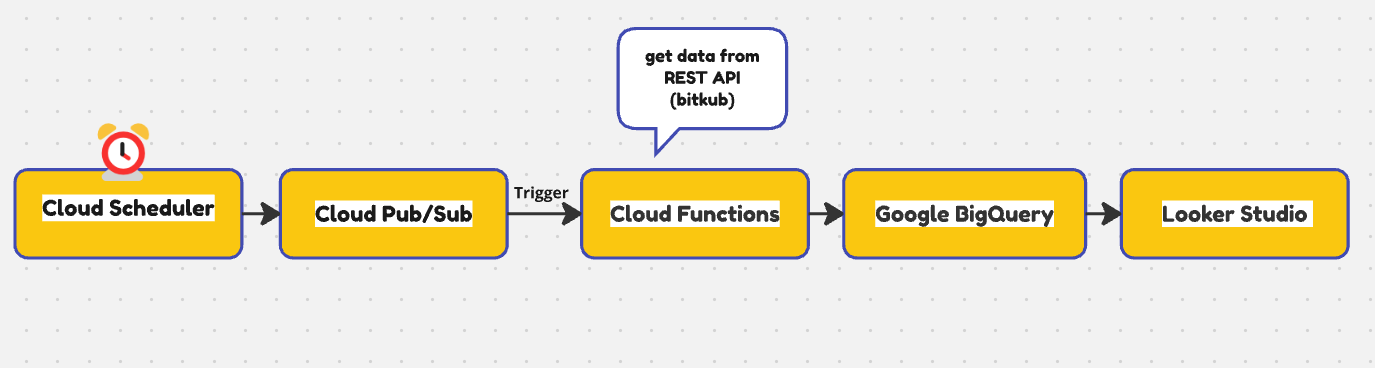 get data from
REST API
(bitkub)
Cloud Scheduler
Cloud Pub/Sub
Trigger
Cloud Functions
Google BigQuery
Looker Studio